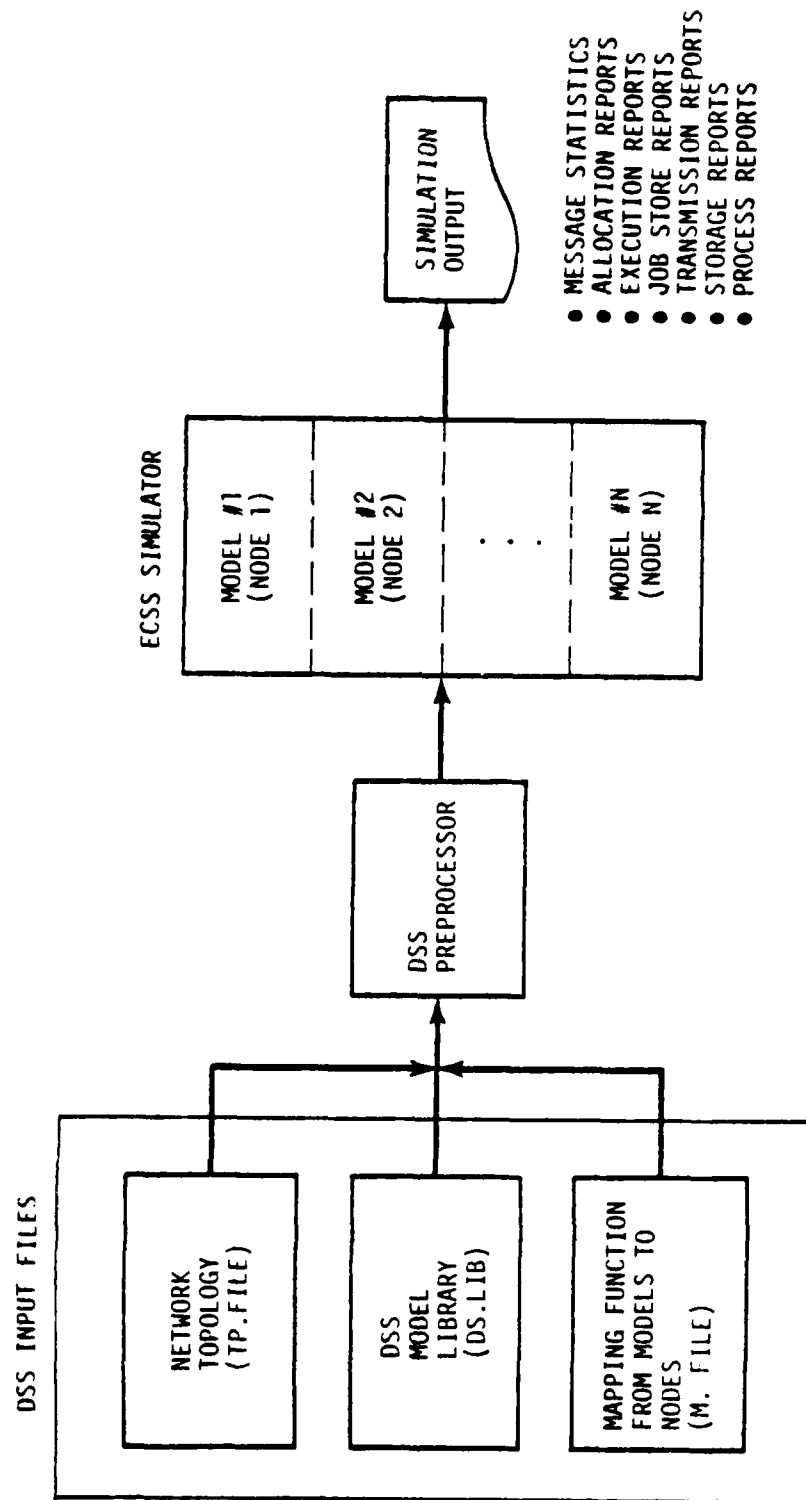 DSS INPUT FILES
NETWORK
TOPOLOGY
(TP.FILE)
DSS
MODEL
LIBRARY
(DS.LIB)
MAPPING FUNCTION
FROM MODELS TO
NODES
(M. FILE)
DSS
PREPROCESSOR
ECSS SIMULATOR
MODEL #1
(NODE 1)
MODEL #2
(NODE 2)
. . .
MODEL #N
(NODE N)
SIMULATION
OUTPUT
● MESSAGE STATISTICS
● ALLOCATION REPORTS
● EXECUTION REPORTS
● JOB STORE REPORTS
● TRANSMISSION REPORTS
● STORAGE REPORTS
● PROCESS REPORTS